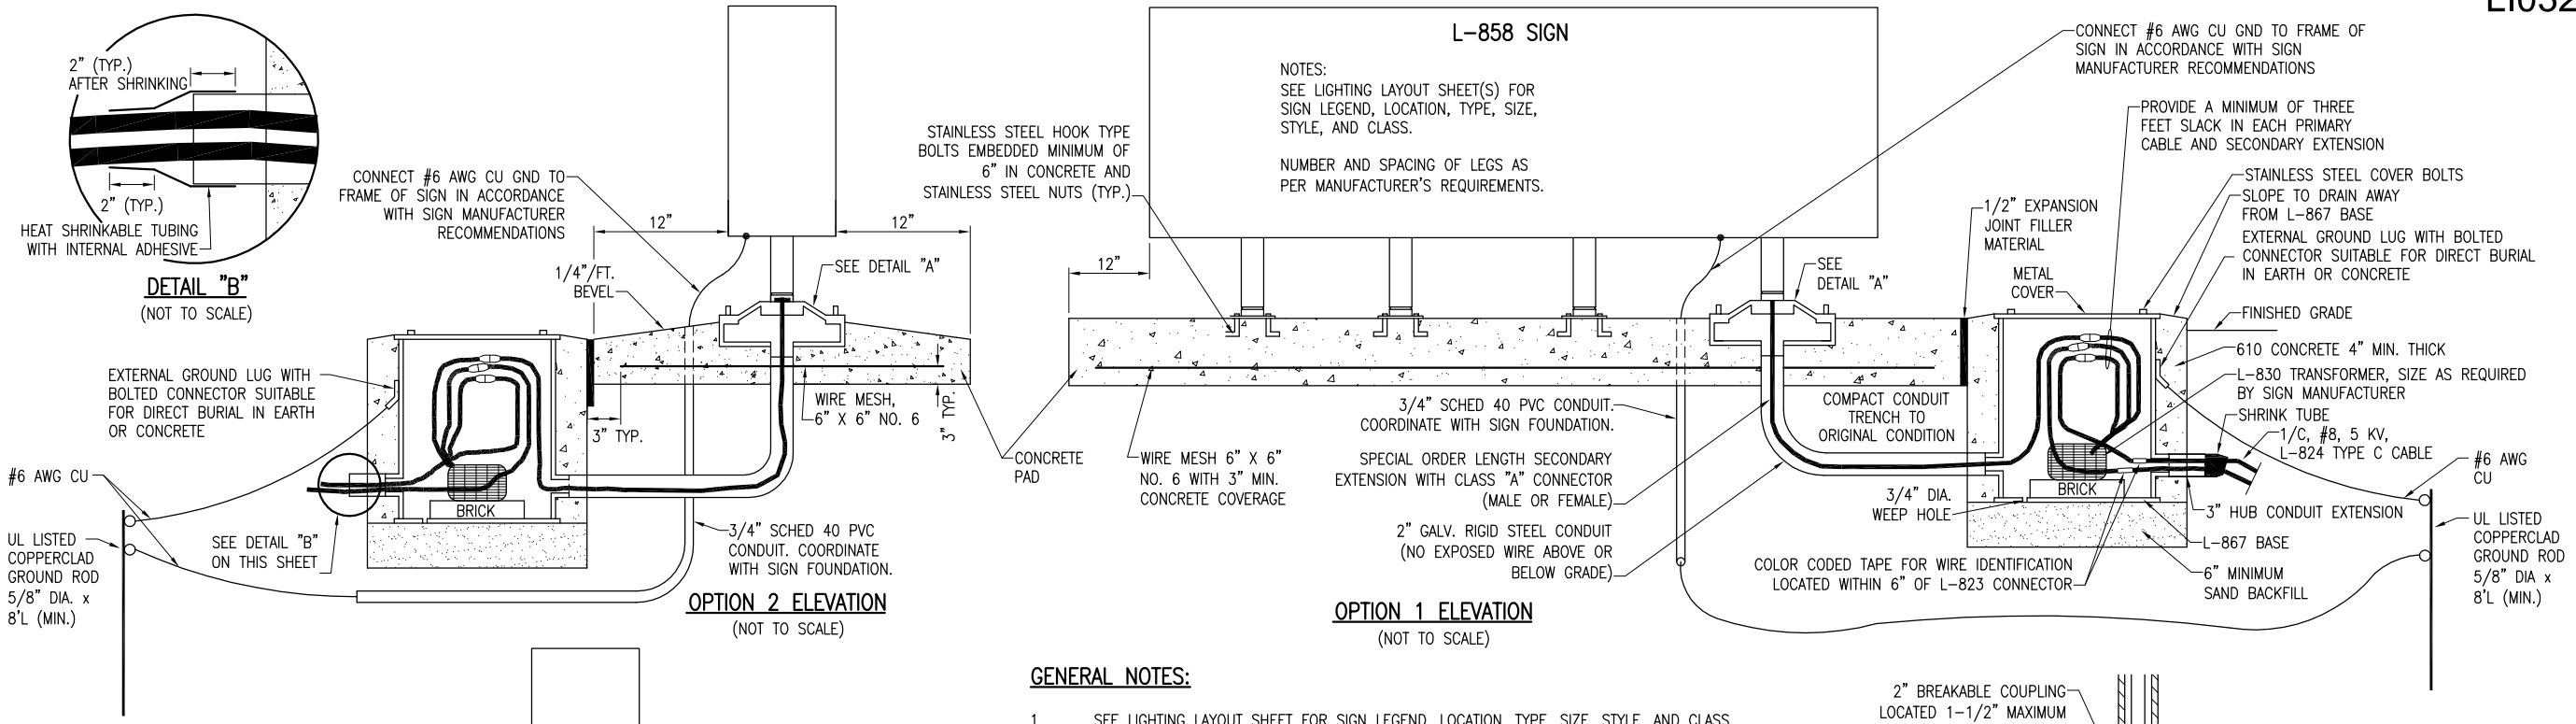 LI032
2" (TYP.)
AFTER SHRINKING
2" (TYP.)
HEAT SHRINKABLE TUBING
WITH INTERNAL ADHESIVE
DETAIL "B"
(NOT TO SCALE)
CONNECT #6 AWG CU GND TO
FRAME OF SIGN IN ACCORDANCE
WITH SIGN MANUFACTURER
RECOMMENDATIONS
12"
12"
1/4"/FT.
BEVEL
SEE DETAIL "A"
EXTERNAL GROUND LUG WITH
BOLTED CONNECTOR SUITABLE
FOR DIRECT BURIAL IN EARTH
OR CONCRETE
3" TYP.
WIRE MESH,
6" X 6" NO. 6
3" TYP.
CONCRETE
PAD
#6 AWG CU
BRICK
UL LISTED
COPPERCLAD
GROUND ROD
5/8" DIA. x
8'L (MIN.)
SEE DETAIL "B"
ON THIS SHEET
3/4" SCHED 40 PVC
CONDUIT. COORDINATE
WITH SIGN FOUNDATION.
OPTION 2 ELEVATION
(NOT TO SCALE)
L-858 SIGN
NOTES:
SEE LIGHTING LAYOUT SHEET(S) FOR
SIGN LEGEND, LOCATION, TYPE, SIZE,
STYLE, AND CLASS.
NUMBER AND SPACING OF LEGS AS
PER MANUFACTURER'S REQUIREMENTS.
STAINLESS STEEL HOOK TYPE
BOLTS EMBEDDED MINIMUM OF
6" IN CONCRETE AND
STAINLESS STEEL NUTS (TYP.)
12"
CONNECT #6 AWG CU GND TO FRAME OF
SIGN IN ACCORDANCE WITH SIGN
MANUFACTURER RECOMMENDATIONS
PROVIDE A MINIMUM OF THREE
FEET SLACK IN EACH PRIMARY
CABLE AND SECONDARY EXTENSION
STAINLESS STEEL COVER BOLTS
SLOPE TO DRAIN AWAY
FROM L-867 BASE
EXTERNAL GROUND LUG WITH BOLTED
CONNECTOR SUITABLE FOR DIRECT BURIAL
IN EARTH OR CONCRETE
1/2" EXPANSION
JOINT FILLER
MATERIAL
SEE
DETAIL "A"
METAL
COVER
FINISHED GRADE
610 CONCRETE 4" MIN. THICK
L-830 TRANSFORMER, SIZE AS REQUIRED
BY SIGN MANUFACTURER
SHRINK TUBE
1/C, #8, 5 KV,
L-824 TYPE C CABLE
#6 AWG
CU
WIRE MESH 6" X 6"
NO. 6 WITH 3" MIN.
CONCRETE COVERAGE
3/4" SCHED 40 PVC CONDUIT.
COORDINATE WITH SIGN FOUNDATION.
SPECIAL ORDER LENGTH SECONDARY
EXTENSION WITH CLASS "A" CONNECTOR
(MALE OR FEMALE)
2" GALV. RIGID STEEL CONDUIT
(NO EXPOSED WIRE ABOVE OR
BELOW GRADE)
COMPACT CONDUIT
TRENCH TO
ORIGINAL CONDITION
3/4" DIA.
WEEP HOLE
BRICK
3" HUB CONDUIT EXTENSION
L-867 BASE
COLOR CODED TAPE FOR WIRE IDENTIFICATION
LOCATED WITHIN 6" OF L-823 CONNECTOR
6" MINIMUM
SAND BACKFILL
UL LISTED
COPPERCLAD
GROUND ROD
5/8" DIA x
8'L (MIN.)
OPTION 1 ELEVATION
(NOT TO SCALE)
GENERAL NOTES:
1. SEE LIGHTING LAYOUT SHEET FOR SIGN LEGEND, LOCATION, TYPE, SIZE, STYLE, AND CLASS.
2" BREAKABLE COUPLING
LOCATED 1-1/2" MAXIMUM